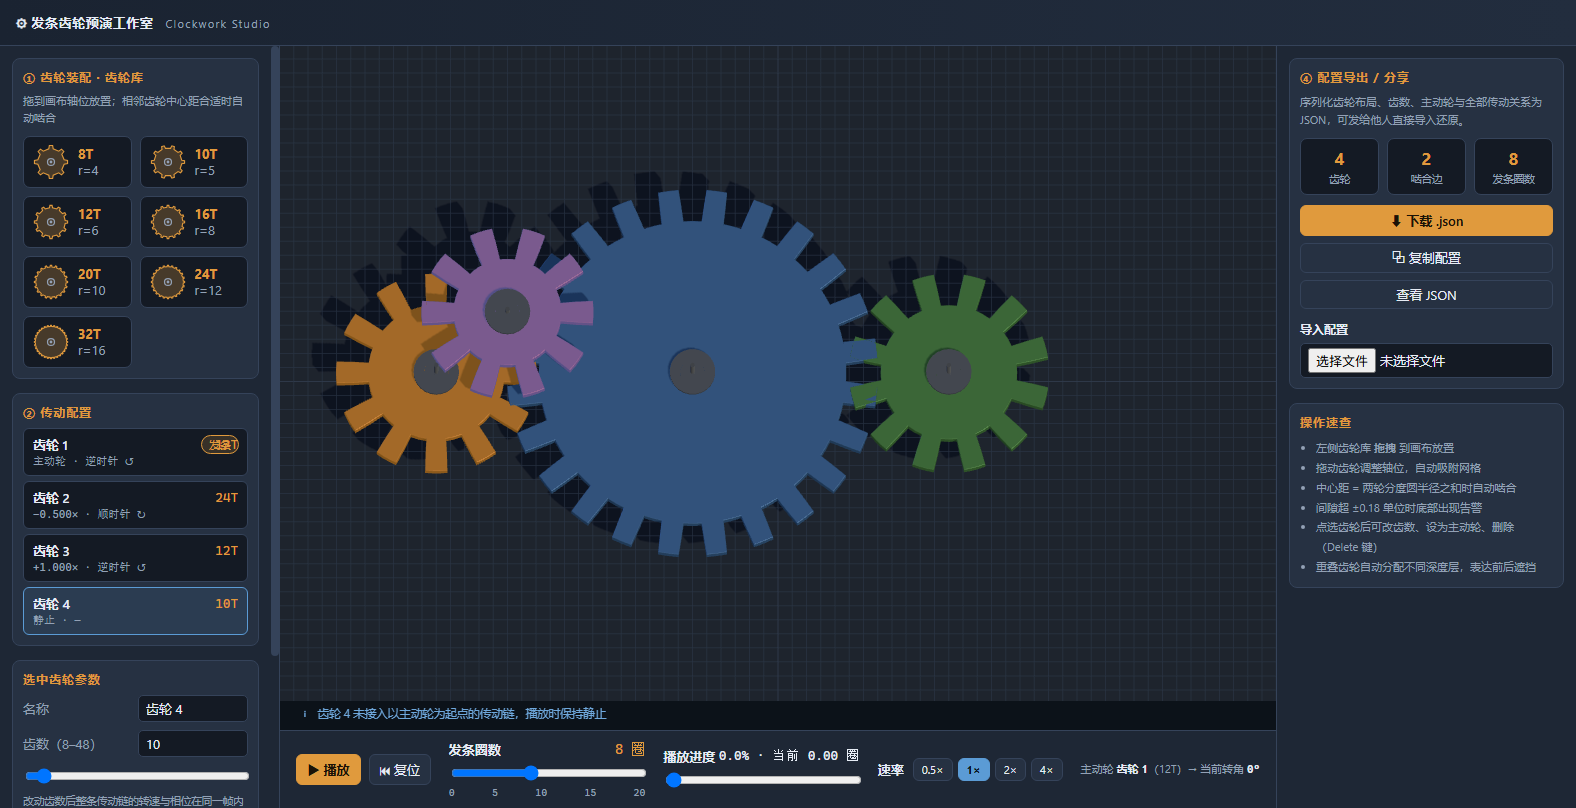 ⚙ 发条齿轮预演工作室 Clockwork Studio
① 齿轮装配 · 齿轮库
拖到画布轴位放置；相邻齿轮中心距合适时自
动啮合
8T
r=4
10T
r=5
12T
r=6
16T
r=8
20T
r=10
24T
r=12
32T
r=16
② 传动配置
齿轮 1
主动轮 · 逆时针 ↺
齿轮 2 24T
−0.500× · 顺时针 ↻
齿轮 3 12T
+1.000× · 逆时针 ↺
齿轮 4 10T
静止 · —
选中齿轮参数
名称 齿轮 4
齿数（8–48） 10
改动齿数后整条传动链的转速与相位在同一帧内
i 齿轮 4 未接入以主动轮为起点的传动链，播放时保持静止
▶ 播放
⏮ 复位
发条圈数 8 圈
0 5 10 15 20
播放进度 0.0% · 当前 0.00 圈
速率 0.5× 1× 2× 4×
主动轮 齿轮 1 （12T） → 当前转角 0°
④ 配置导出 / 分享
序列化齿轮布局、齿数、主动轮与全部传动关系为
JSON，可发给他人直接导入还原。
4
齿轮
2
啮合边
8
发条圈数
⬇ 下载 .json
复制配置
查看 JSON
导入配置
选择文件 未选择文件
操作速查
• 左侧齿轮库 拖拽 到画布放置
• 拖动齿轮调整轴位，自动吸附网格
• 中心距 = 两轮分度圆半径之和时自动啮合
• 间隙超 ±0.18 单位时底部出现告警
• 点选齿轮后可改齿数、设为主动轮、删除
（Delete 键）
• 重叠齿轮自动分配不同深度层，表达前后遮挡